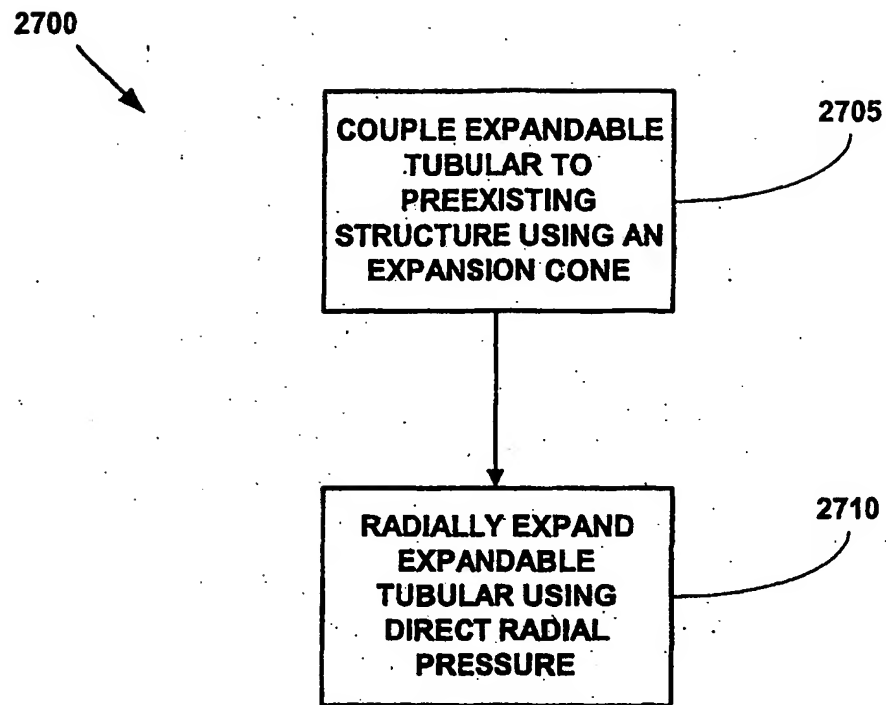 2700
COUPLE EXPANDABLE
TUBULAR TO
PREEXISTING
STRUCTURE USING AN
EXPANSION CONE
2705
RADIALLY EXPAND
EXPANDABLE
TUBULAR USING
DIRECT RADIAL
PRESSURE
2710